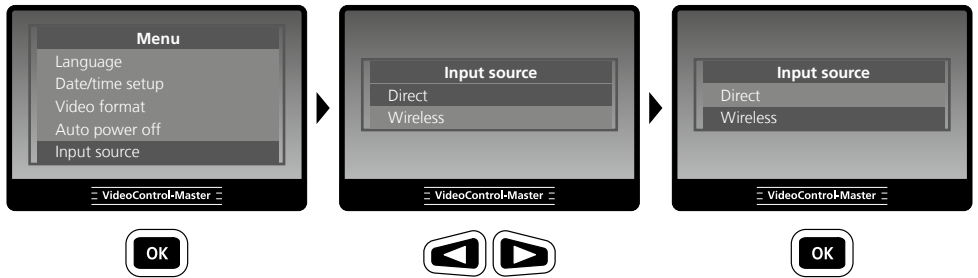 Menu
Language
Date/time setup
Video format
Auto power off
Input source
VideoControl-Master
OK
Input source
Direct
Wireless
VideoControl-Master
Input source
Direct
Wireless
VideoControl-Master
OK